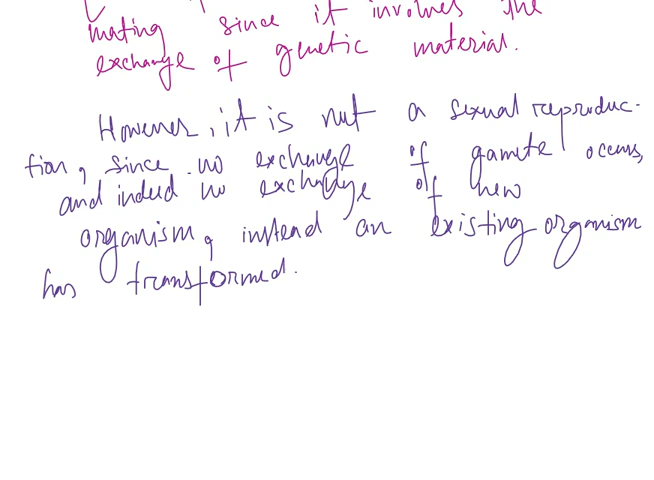 mating since it involves the
exchange of genetic material.
However, it is not a sexual reproduc-
tion, since no exchange of gamete occurs,
and indeed no exchange of new
organism, instead an existing organism
has transformed.